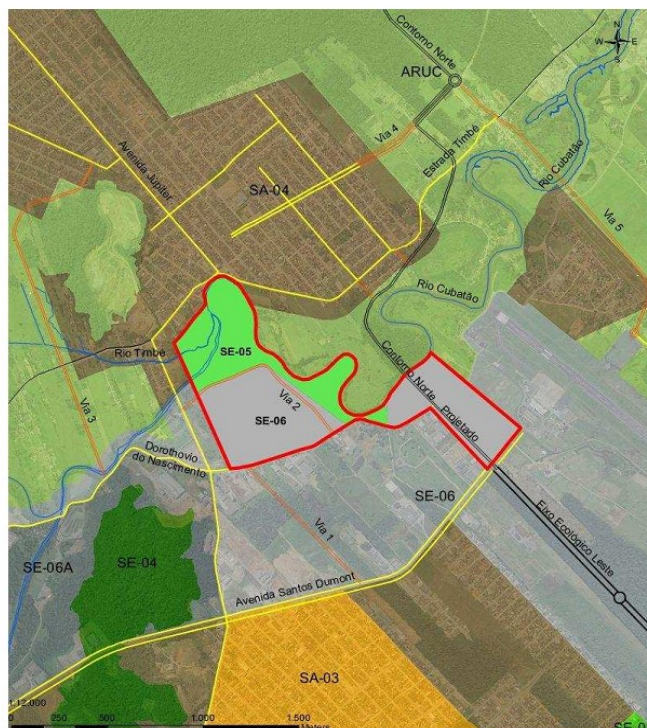 Contorno Norte
N
W E
S
ARUC
Via 4
Estrada Timbé
Avenida Jupiter
Rio Cubatão
SA-04
Via 5
Rio Cubatão
Rio Timbé
SE-05
Contorno Norte - Projetado
Via 2
Via 3
SE-06
Dorothovio
do Nascimento
SE-06
Eixo Ecológico Leste
SE-04
Via 1
SE-06A
Avenida Santos Dumont
SA-03
1:12.000
0
500
1.000
1.500